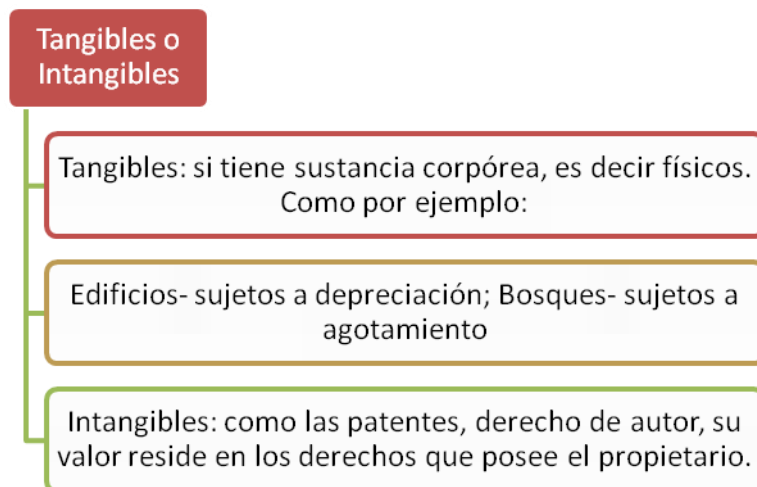 Tangibles o
Intangibles
Tangibles: si tiene sustancia corpórea, es decir físicos.
Como por ejemplo:
Edificios- sujetos a depreciación; Bosques- sujetos a
agotamiento
Intangibles: como las patentes, derecho de autor, su
valor reside en los derechos que posee el propietario.